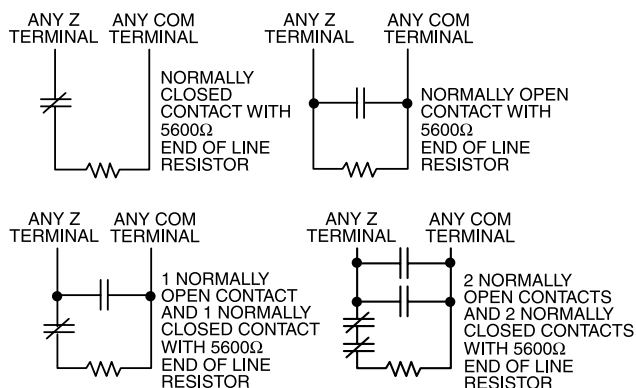 ANY Z
TERMINAL
ANY COM
TERMINAL
NORMALLY
CLOSED
CONTACT WITH
5600Ω
END OF LINE
RESISTOR
ANY Z
TERMINAL
ANY COM
TERMINAL
NORMALLY OPEN
CONTACT WITH
5600Ω
END OF LINE
RESISTOR
ANY Z
TERMINAL
ANY COM
TERMINAL
1 NORMALLY
OPEN CONTACT
AND 1 NORMALLY
CLOSED CONTACT
WITH 5600Ω
END OF LINE
RESISTOR
ANY Z
TERMINAL
ANY COM
TERMINAL
2 NORMALLY
OPEN CONTACTS
AND 2 NORMALLY
CLOSED CONTACTS
WITH 5600Ω
END OF LINE
RESISTOR